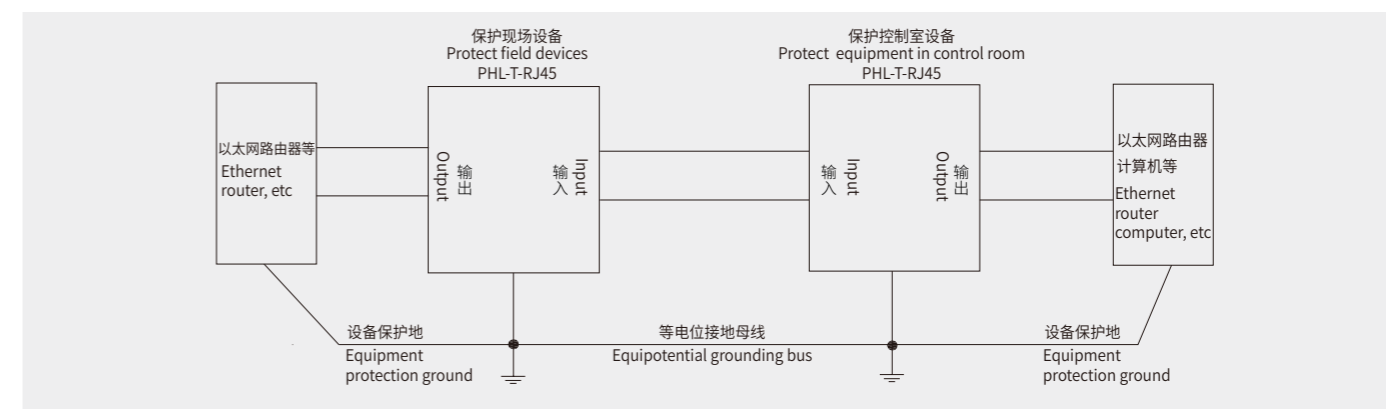 保护现场设备
Protect field devices
PHL-T-RJ45
保护控制室设备
Protect equipment in control room
PHL-T-RJ45
以太网路由器等
Ethernet
router, etc
Output
输出
输入
Input
输入
Input
Output
输出
以太网路由器
计算机等
Ethernet
router
computer, etc
设备保护地
Equipment
protection ground
等电位接地母线
Equipotential grounding bus
设备保护地
Equipment
protection ground